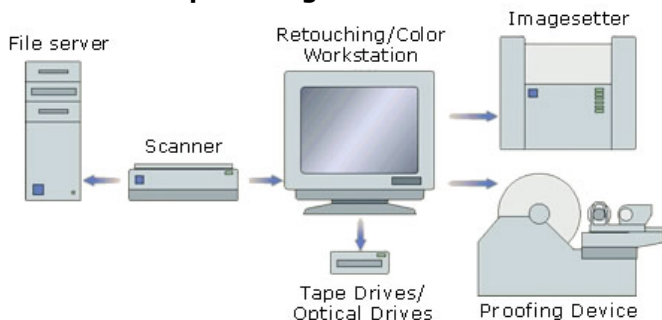 Imagesetter
Retouching/Color
Workstation
File server
Scanner
Tape Drives/
Optical Drives
Proofing Device